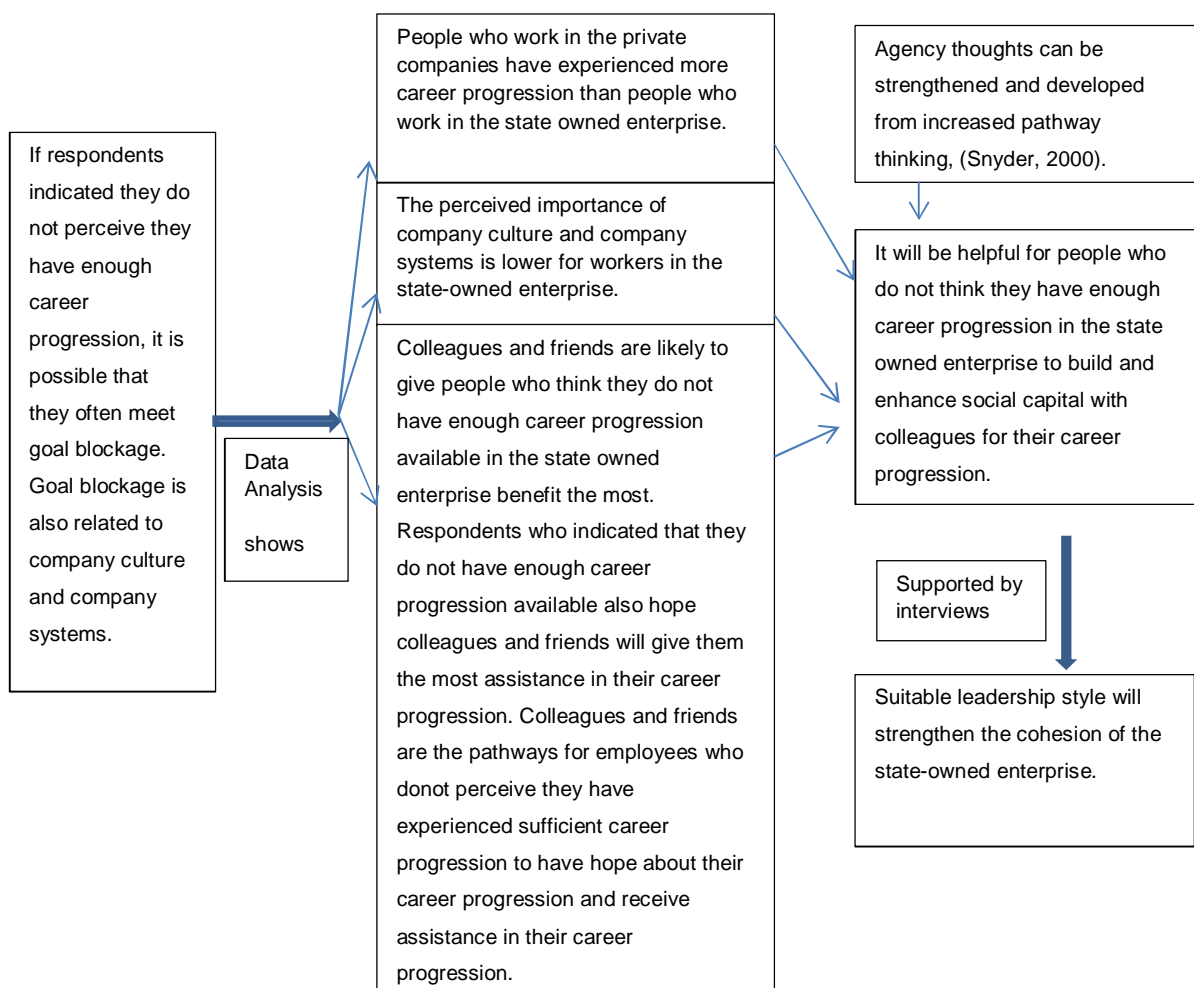 If respondents
indicated they do
not perceive they
have enough
career
progression, it is
possible that
they often meet
goal blockage.
Goal blockage is
also related to
company culture
and company
systems.
Data
Analysis
shows
People who work in the private
companies have experienced more
career progression than people who
work in the state owned enterprise.
The perceived importance of
company culture and company
systems is lower for workers in the
state-owned enterprise.
Colleagues and friends are likely to
give people who think they do not
have enough career progression
available in the state owned
enterprise benefit the most.
Respondents who indicated that they
do not have enough career
progression available also hope
colleagues and friends will give them
the most assistance in their career
progression. Colleagues and friends
are the pathways for employees who
donot perceive they have
experienced sufficient career
progression to have hope about their
career progression and receive
assistance in their career
progression.
Agency thoughts can be
strengthened and developed
from increased pathway
thinking, (Snyder, 2000).
It will be helpful for people who
do not think they have enough
career progression in the state
owned enterprise to build and
enhance social capital with
colleagues for their career
progression.
Supported by
interviews
Suitable leadership style will
strengthen the cohesion of the
state-owned enterprise.